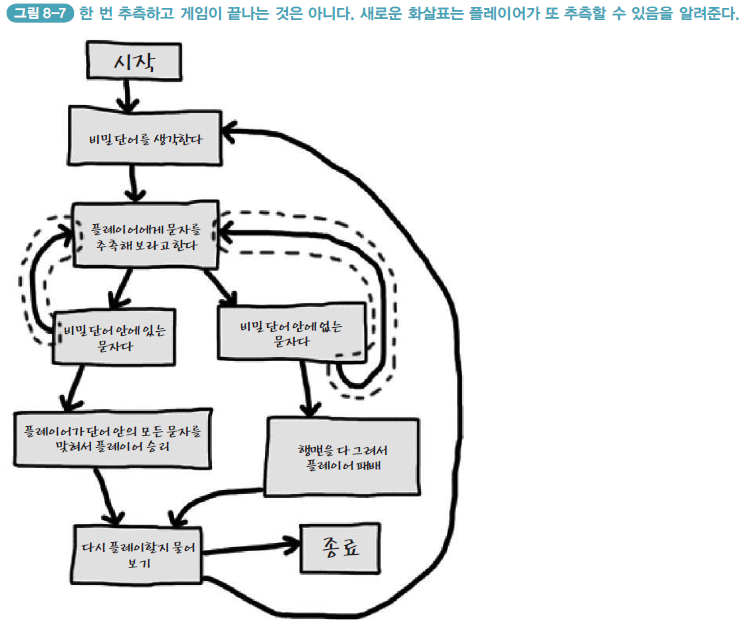 그림 8-7 한 번 추측하고 게임이 끝나는 것은 아니다. 새로운 화살표는 플레이어가 또 추측할 수 있음을 알려준다.
시작
비밀 단어를 생각한다
플레이어에게 문자를
추측해 보라고 한다
비밀 단어 안에 있는
문자다
비밀 단어 안에 없는
문자다
플레이어가 단어 안의 모든 문자를
맞혀서 플레이어 승리
행맨을 다 그려서
플레이어 패배
다시 플레이할지 물어
보기
종료